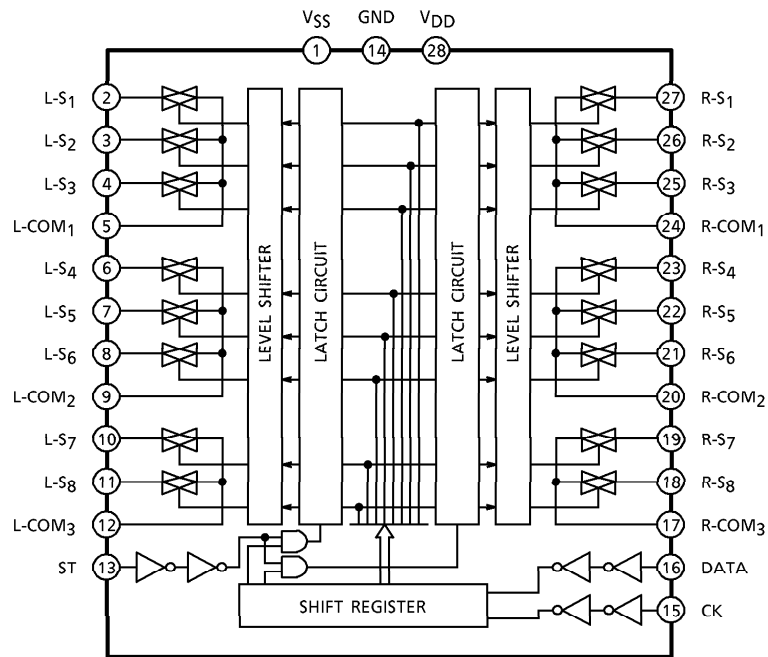 VSS GND VDD
1 14 28
L-S1 2 27 R-S1
L-S2 3 26 R-S2
L-S3 4 25 R-S3
L-COM1 5 24 R-COM1
L-S4 6 23 R-S4
L-S5 7 22 R-S5
L-S6 8 21 R-S6
L-COM2 9 20 R-COM2
L-S7 10 19 R-S7
L-S8 11 18 R-S8
L-COM3 12 17 R-COM3
ST 13 16 DATA
15 CK
LEVEL SHIFTER
LATCH CIRCUIT
LATCH CIRCUIT
LEVEL SHIFTER
SHIFT REGISTER